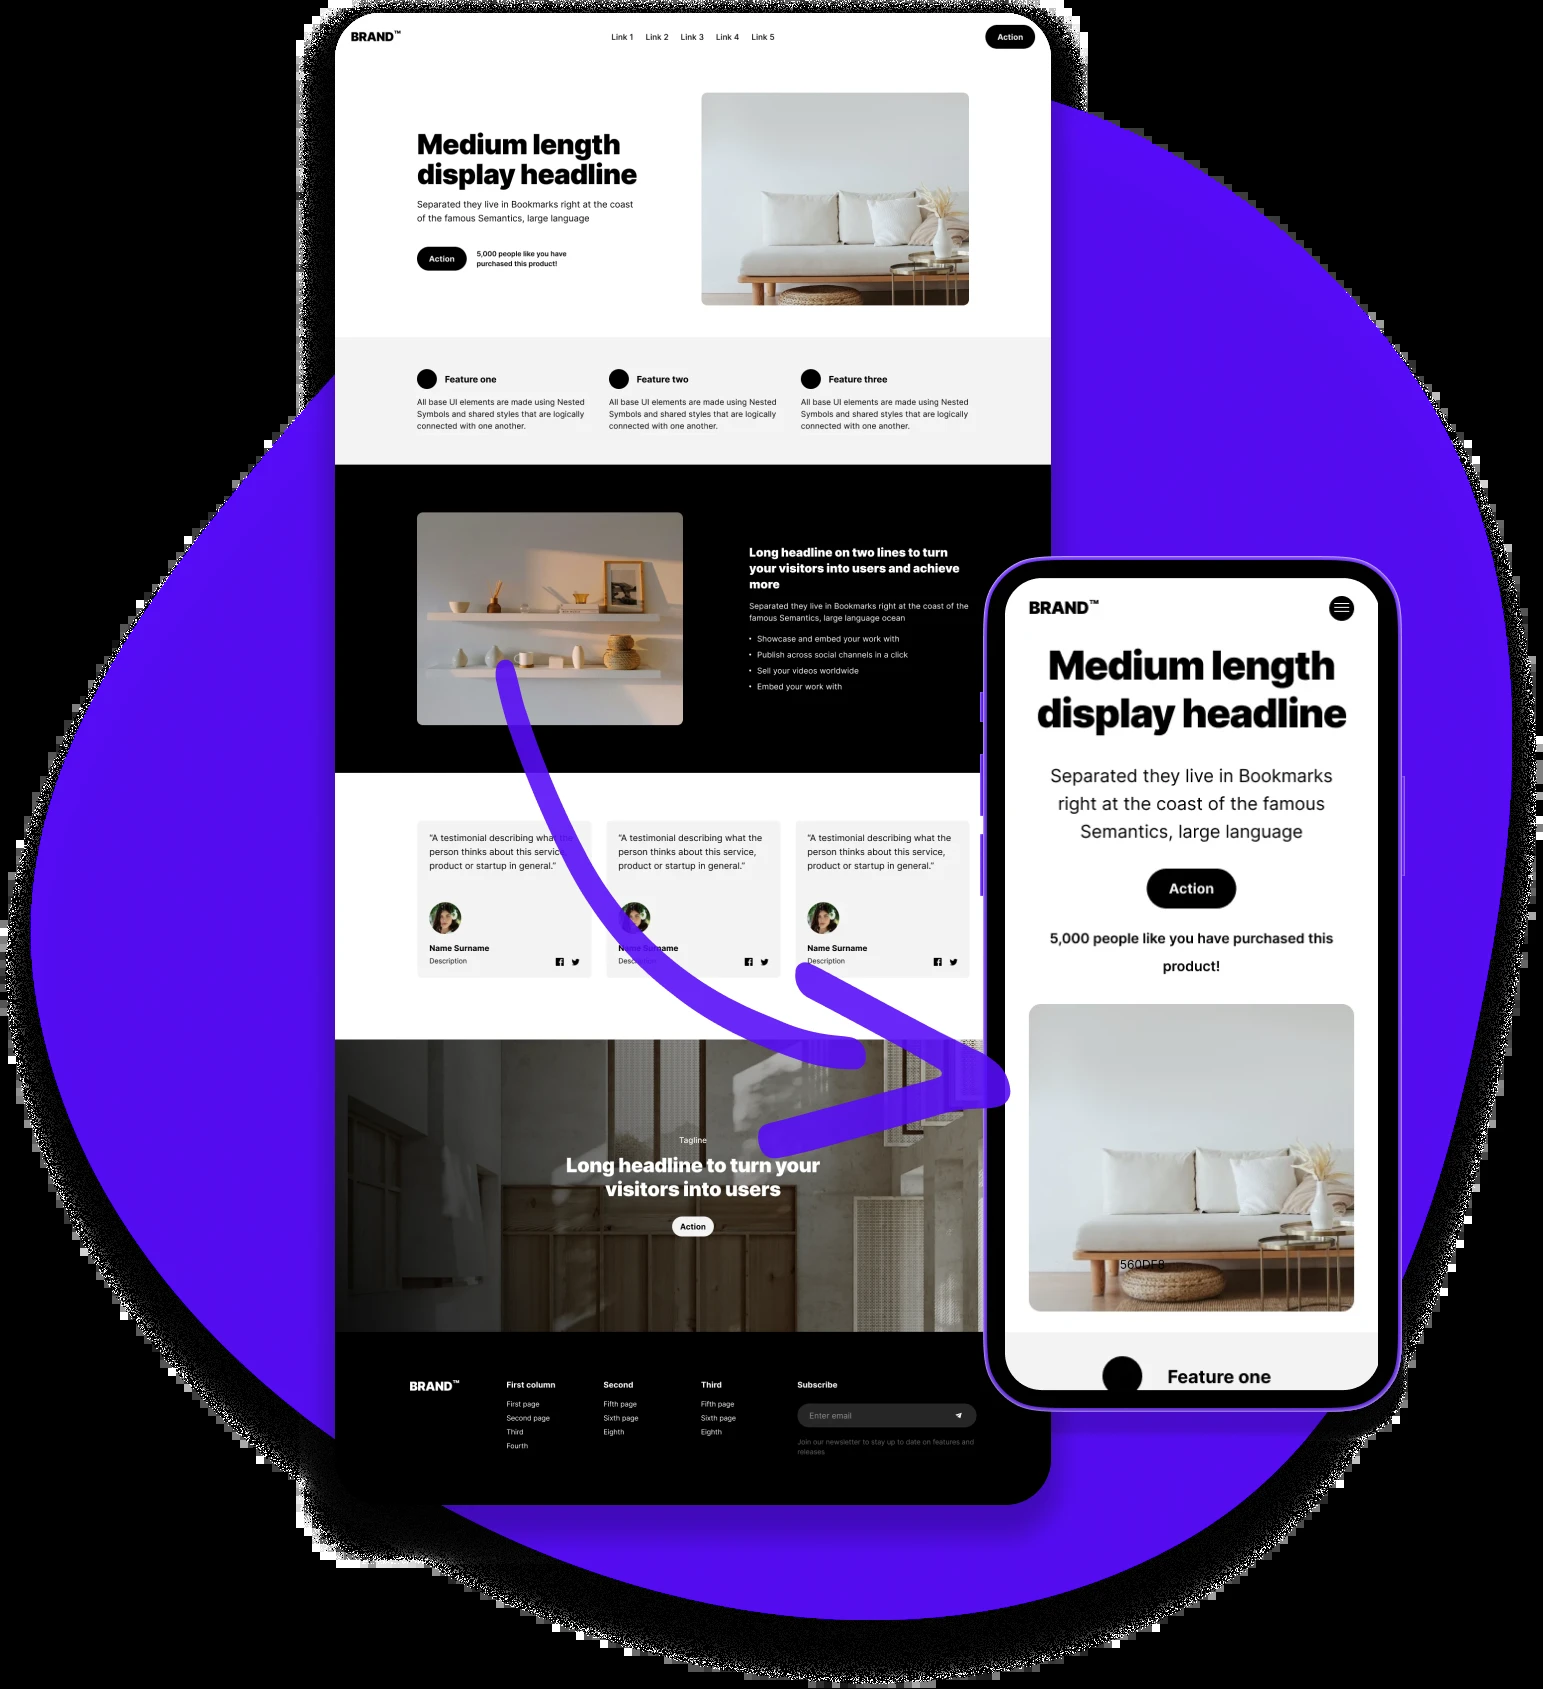 BRAND™
Link 1 Link 2 Link 3 Link 4 Link 5
Action
Medium length
display headline
Separated they live in Bookmarks right at the coast
of the famous Semantics, large language
Action
5,000 people like you have
purchased this product!
Feature one
All base UI elements are made using Nested
Symbols and shared styles that are logically
connected with one another.
Feature two
All base UI elements are made using Nested
Symbols and shared styles that are logically
connected with one another.
Feature three
All base UI elements are made using Nested
Symbols and shared styles that are logically
connected with one another.
Long headline on two lines to turn
your visitors into users and achieve
more
Separated they live in Bookmarks right at the coast of the
famous Semantics, large language ocean
• Showcase and embed your work with
• Publish across social channels in a click
• Sell your videos worldwide
• Embed your work with
"A testimonial describing what the
person thinks about this service,
product or startup in general."
Name Surname
Description
"A testimonial describing what the
person thinks about this service,
product or startup in general."
Name Surname
Description
"A testimonial describing what the
person thinks about this service,
product or startup in general."
Name Surname
Description
Tagline
Long headline to turn your
visitors into users
Action
BRAND™
First column
First page
Second page
Third
Fourth
Second
Fifth page
Sixth page
Eighth
Third
Fifth page
Sixth page
Eighth
Subscribe
Enter email
Join our newsletter to stay up to date on features and
releases
BRAND™
Medium length
display headline
Separated they live in Bookmarks
right at the coast of the famous
Semantics, large language
Action
5,000 people like you have purchased this
product!
560DF8
Feature one